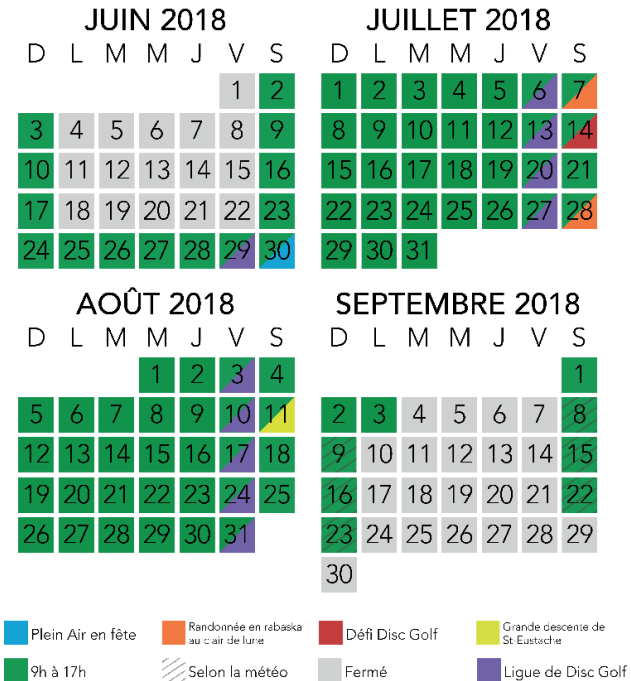 JUIN 2018
D L M M J V S
1 2
3 4 5 6 7 8 9
10 11 12 13 14 15 16
17 18 19 20 21 22 23
24 25 26 27 28 29 30
JUILLET 2018
D L M M J V S
1 2 3 4 5 6 7
8 9 10 11 12 13 14
15 16 17 18 19 20 21
22 23 24 25 26 27 28
29 30 31
AOÛT 2018
D L M M J V S
1 2 3 4
5 6 7 8 9 10 11
12 13 14 15 16 17 18
19 20 21 22 23 24 25
26 27 28 29 30 31
SEPTEMBRE 2018
D L M M J V S
1
2 3 4 5 6 7 8
9 10 11 12 13 14 15
16 17 18 19 20 21 22
23 24 25 26 27 28 29
30
Plein Air en fête
Randonnée en rabaska
au clair de lune
Défi Disc Golf
Grande descente de
St-Eustache
9h à 17h
Selon la météo
Fermé
Ligue de Disc Golf